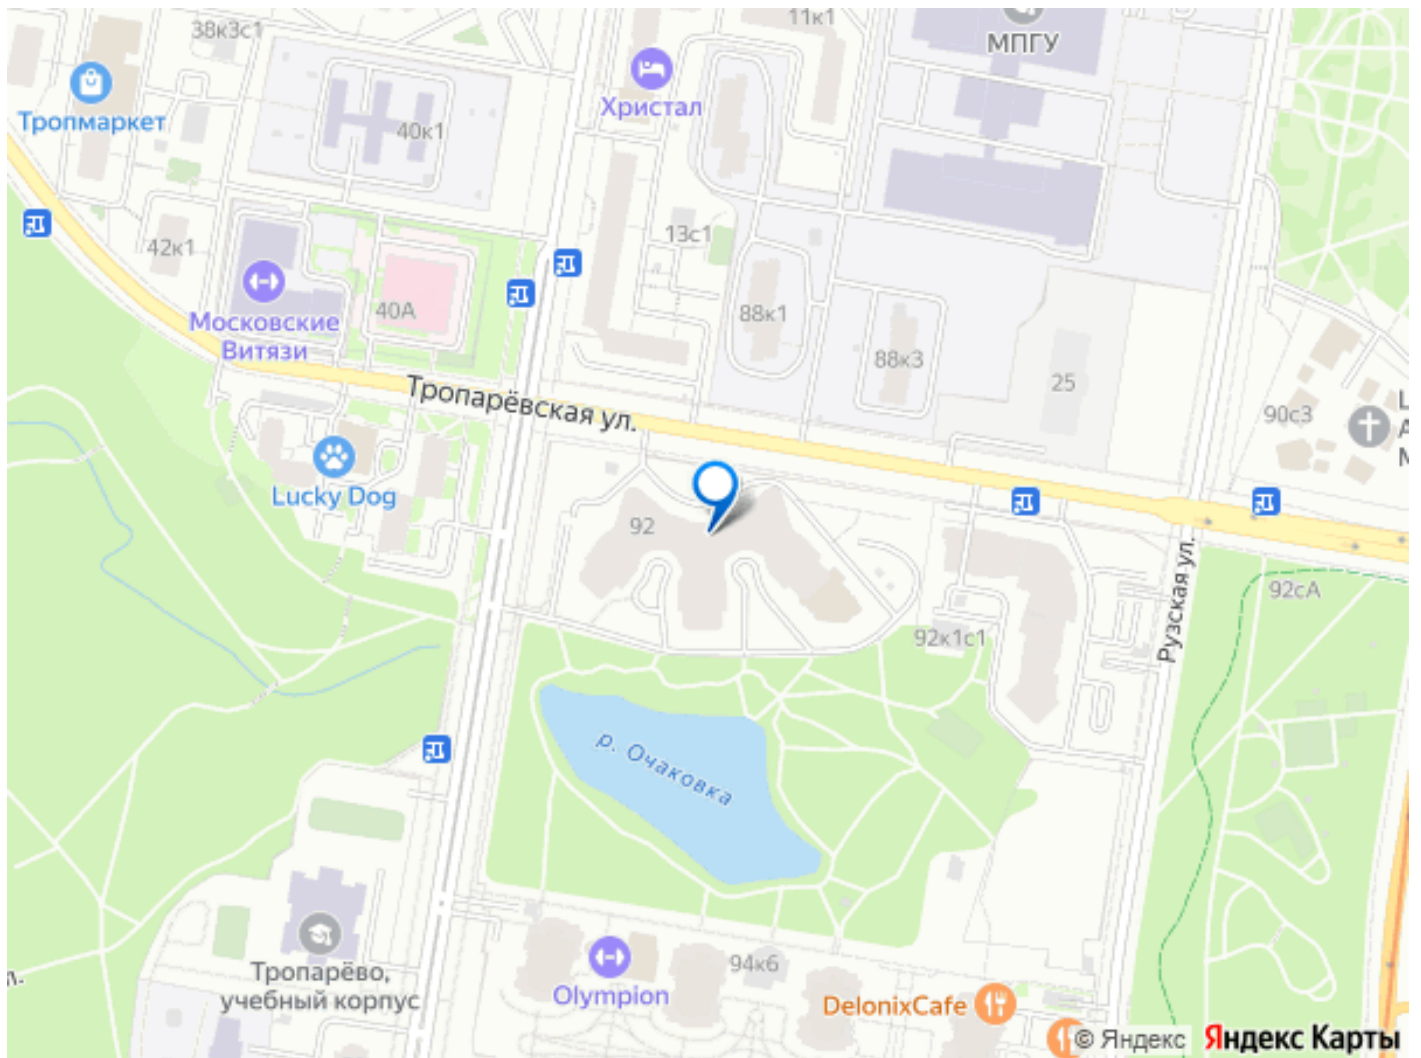 38к3с1
11к1
МПГУ
Христал
Тропмаркет
40к1
13с1
42к1
40А
Московские
Витязи
88к1
88к3
25
Тропарёвская ул.
90с3
Lucky Dog
92
Рузская ул.
92сА
92к1с1
р. Очаковка
Тропарёво,
учебный корпус
94к6
Olympion
DelonixCafe
© Яндекс
Яндекс Карты